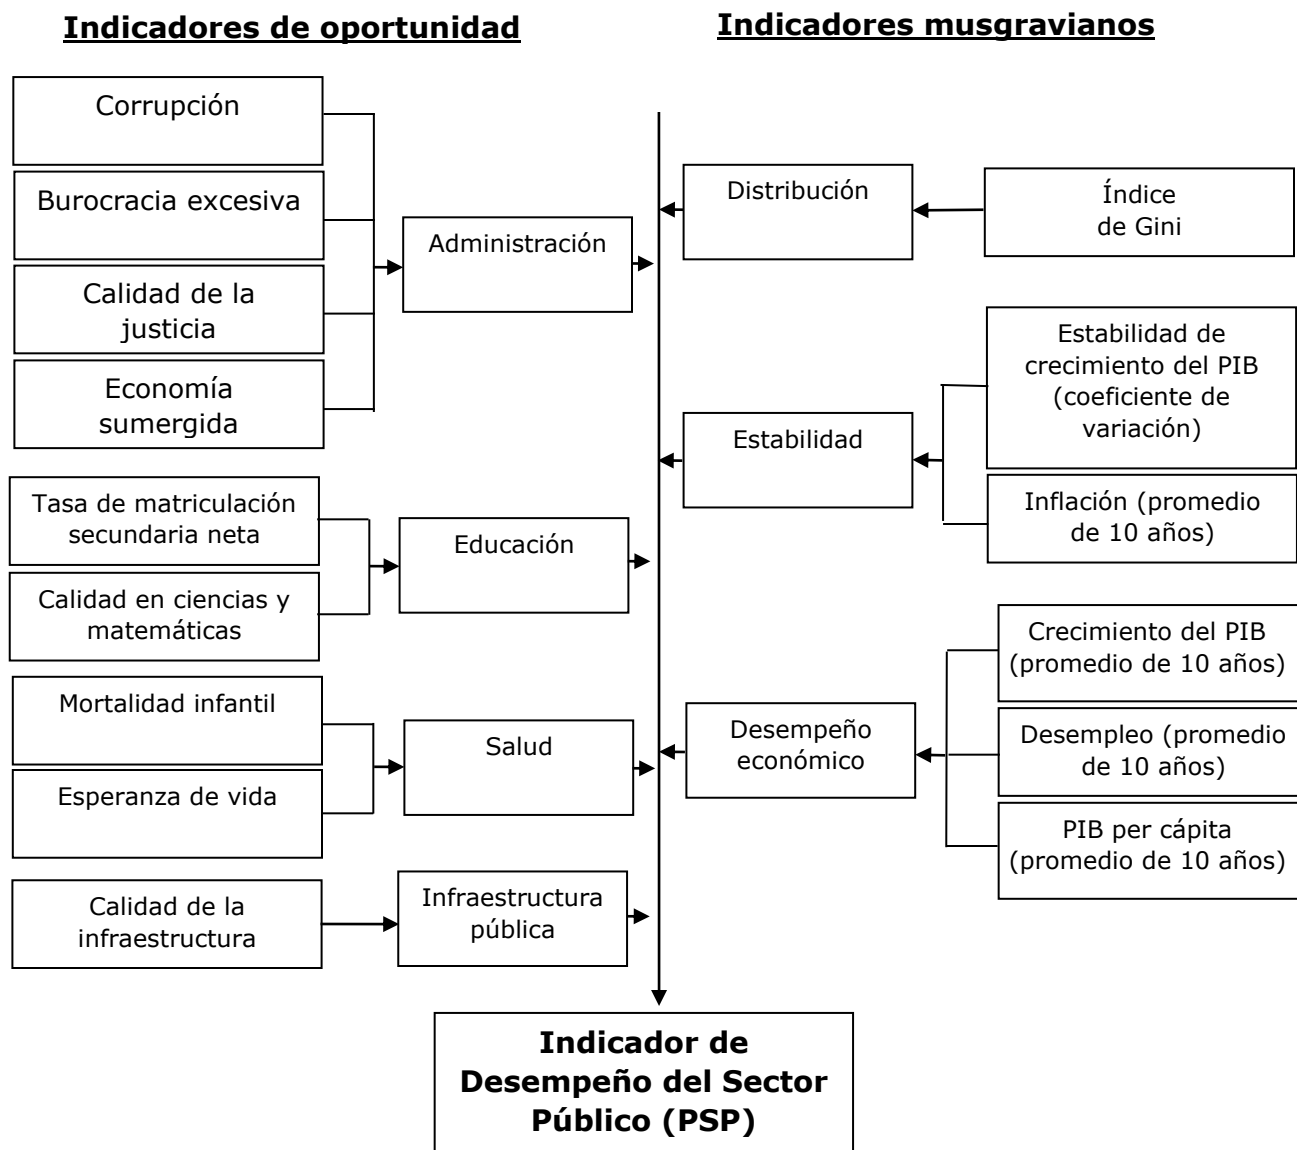 Indicadores de oportunidad
Indicadores musgravianos
Corrupción
Burocracia excesiva
Calidad de la
justicia
Economía
sumergida
Administración
Tasa de matriculación
secundaria neta
Calidad en ciencias y
matemáticas
Educación
Mortalidad infantil
Esperanza de vida
Salud
Calidad de la
infraestructura
Infraestructura
pública
Distribución
Índice
de Gini
Estabilidad
Estabilidad de
crecimiento del PIB
(coeficiente de
variación)
Inflación (promedio
de 10 años)
Desempeño
económico
Crecimiento del PIB
(promedio de 10 años)
Desempleo (promedio
de 10 años)
PIB per cápita
(promedio de 10 años)
Indicador de
Desempeño del Sector
Público (PSP)